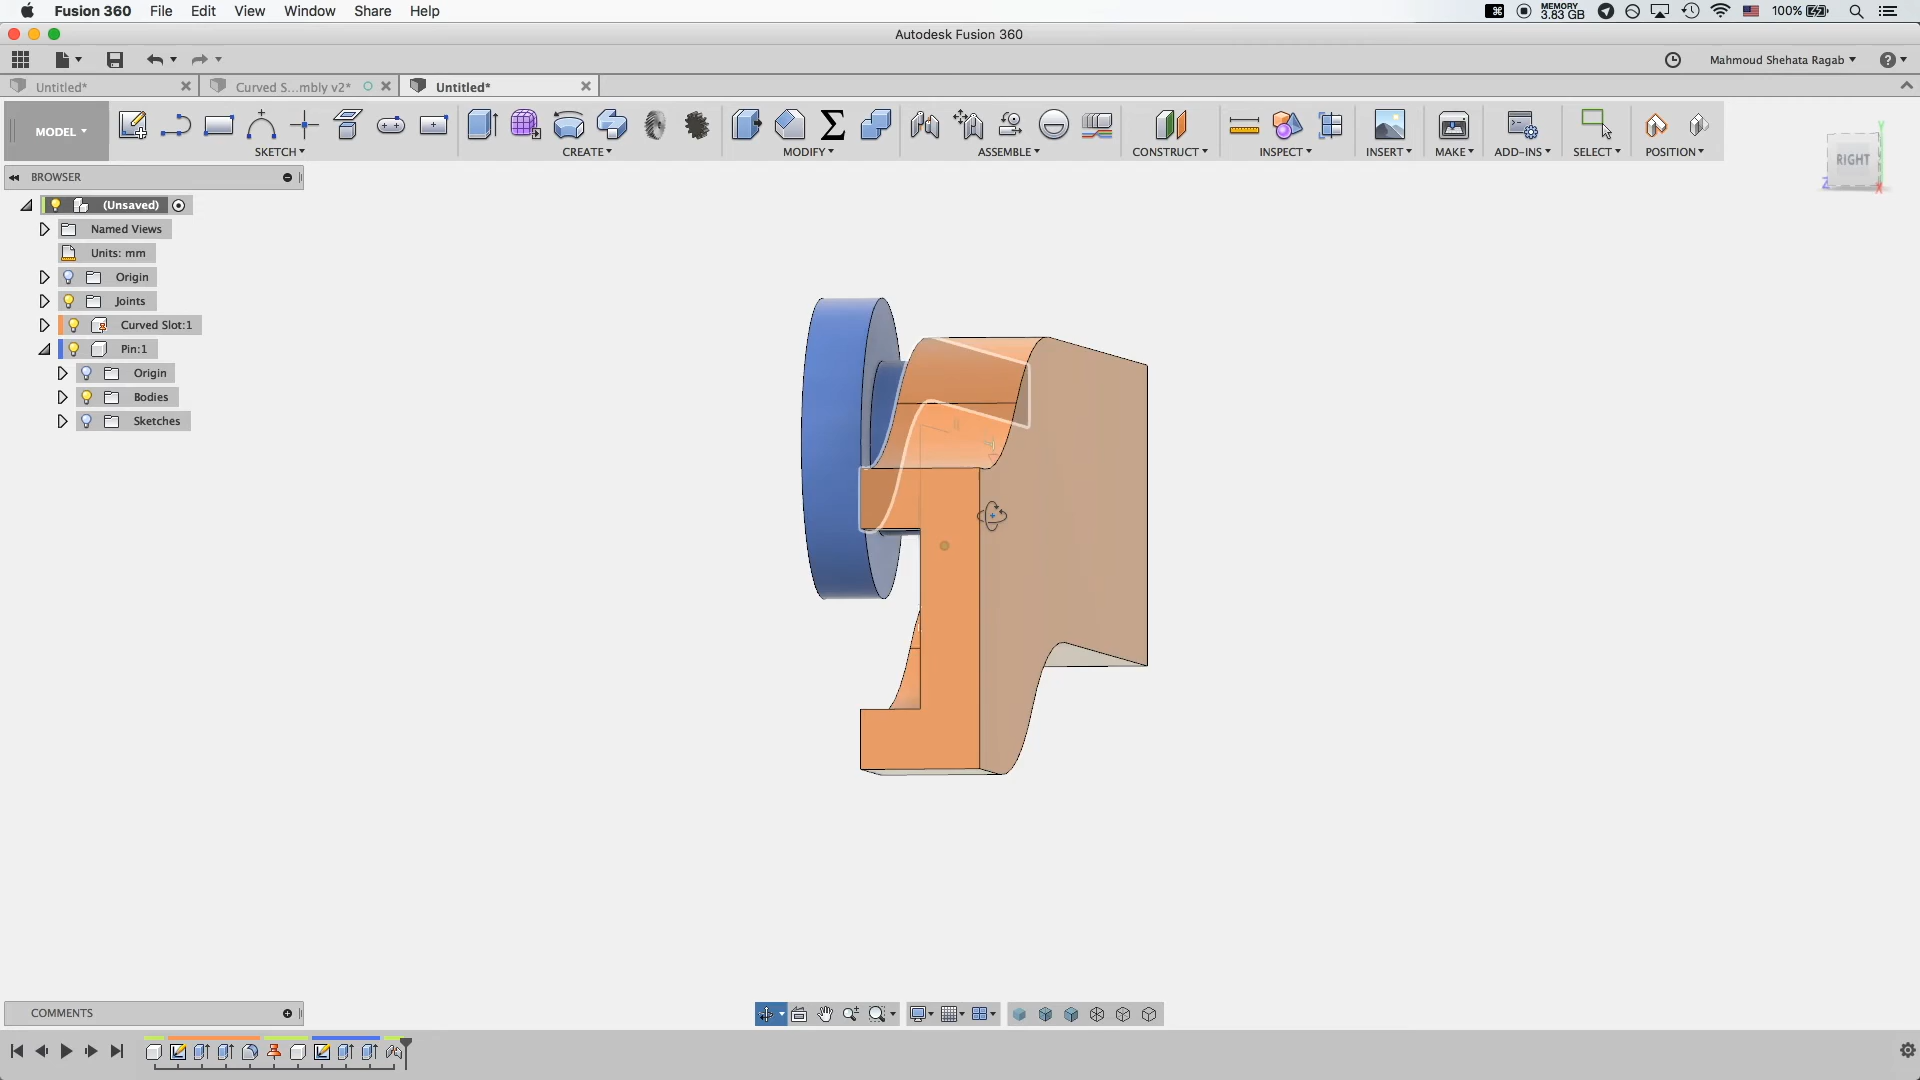 Fusion 360 File Edit View Window Share Help
MEMORY
3.83 GB
100%
Autodesk Fusion 360
Mahmoud Shehata Ragab
Untitled* Curved S...mbly v2* Untitled*
MODEL
SKETCH CREATE MODIFY ASSEMBLE CONSTRUCT INSPECT INSERT MAKE ADD-INS SELECT POSITION
RIGHT
BROWSER
(Unsaved)
Named Views
Units: mm
Origin
Joints
Curved Slot:1
Pin:1
Origin
Bodies
Sketches
COMMENTS